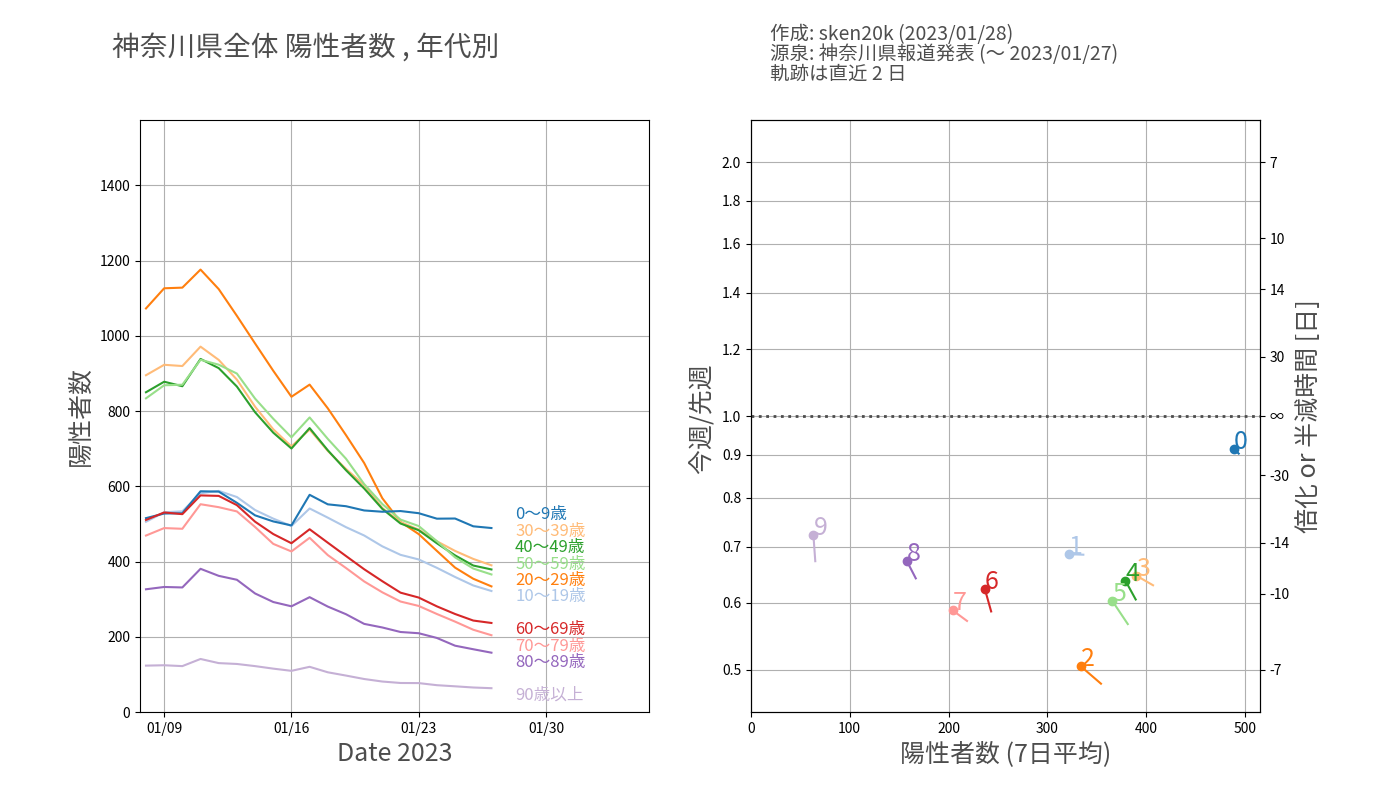 神奈川県全体 陽性者数 , 年代別
作成: sken20k (2023/01/28)
源泉: 神奈川県報道発表 (～ 2023/01/27)
軌跡は直近 2 日
陽性者数
1400
1200
1000
800
600
400
200
0
01/09
01/16
01/23
01/30
Date 2023
0～9歳
30～39歳
40～49歳
50～59歳
20～29歳
10～19歳
60～69歳
70～79歳
80～89歳
90歳以上
今週/先週
2.0
1.8
1.6
1.4
1.2
1.0
0.9
0.8
0.7
0.6
0.5
0
100
200
300
400
500
陽性者数 (7日平均)
7
10
14
30
∞
-30
-14
-10
-7
倍化 or 半減時間 [日]
0
9
8
1
4
3
6
5
7
2